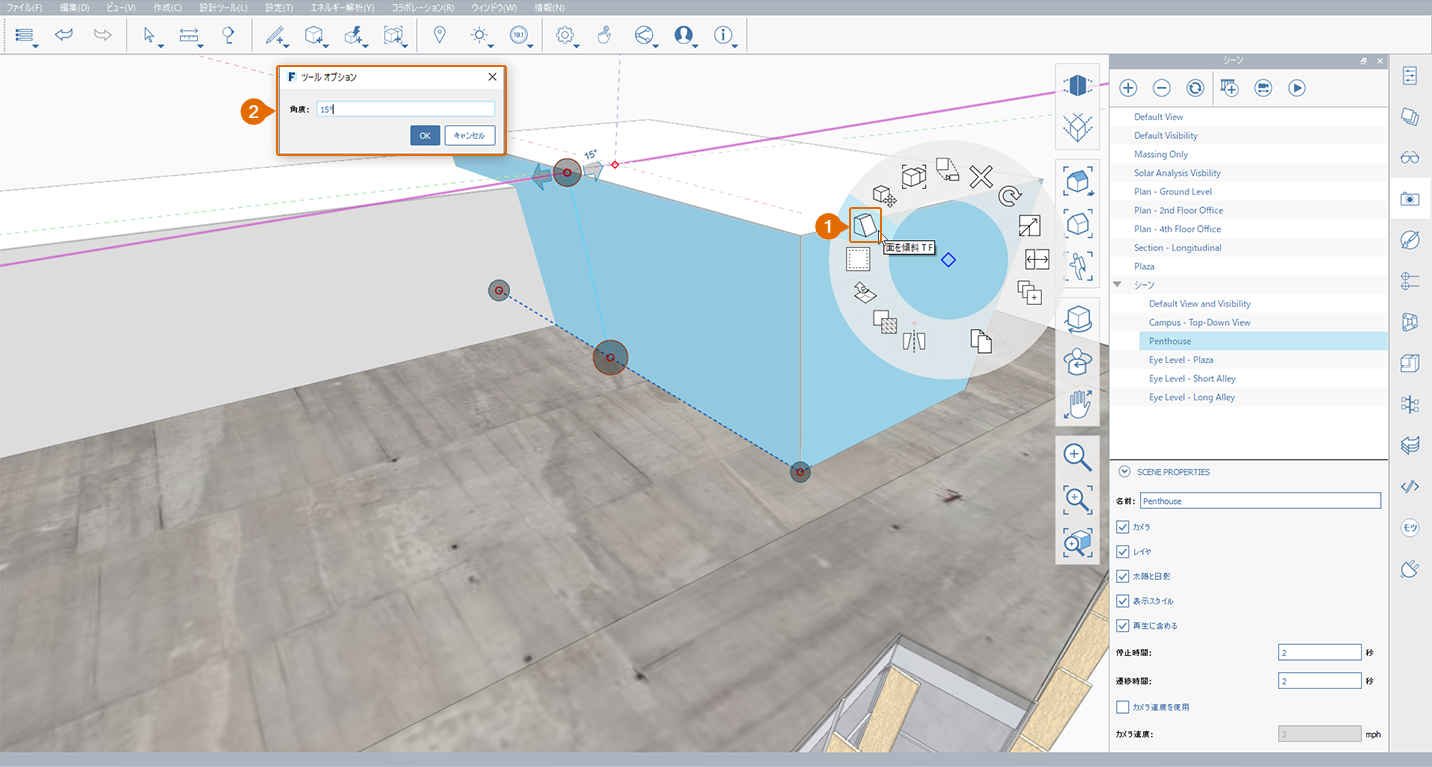 ファイル(F) 編集(D) ビュー(V) 作成(C) 設計ツール(L) 設定(T) エネルギー解析(Y) コラボレーション(R) ウィンドウ(W) 情報(N)
19.1
ツール オプション
2
角度: 15°
OK キャンセル
15°
1
面を傾斜 T F
シーン
Default View
Default Visibility
Massing Only
Solar Analysis Visibility
Plan - Ground Level
Plan - 2nd Floor Office
Plan - 4th Floor Office
Section - Longitudinal
Plaza
シーン
Default View and Visibility
Campus - Top-Down View
Penthouse
Eye Level - Plaza
Eye Level - Short Alley
Eye Level - Long Alley
SCENE PROPERTIES
名前: Penthouse
カメラ
レイヤ
太陽と日影
表示スタイル
再生に含める
停止時間: 2 秒
遷移時間: 2 秒
カメラ速度を使用
カメラ速度: 3 mph
モヅ